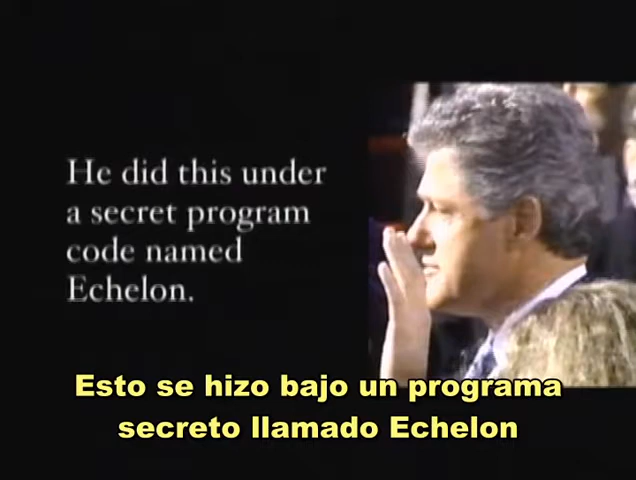 He did this under
a secret program
code named
Echelon.
Esto se hizo bajo un programa
secreto llamado Echelon